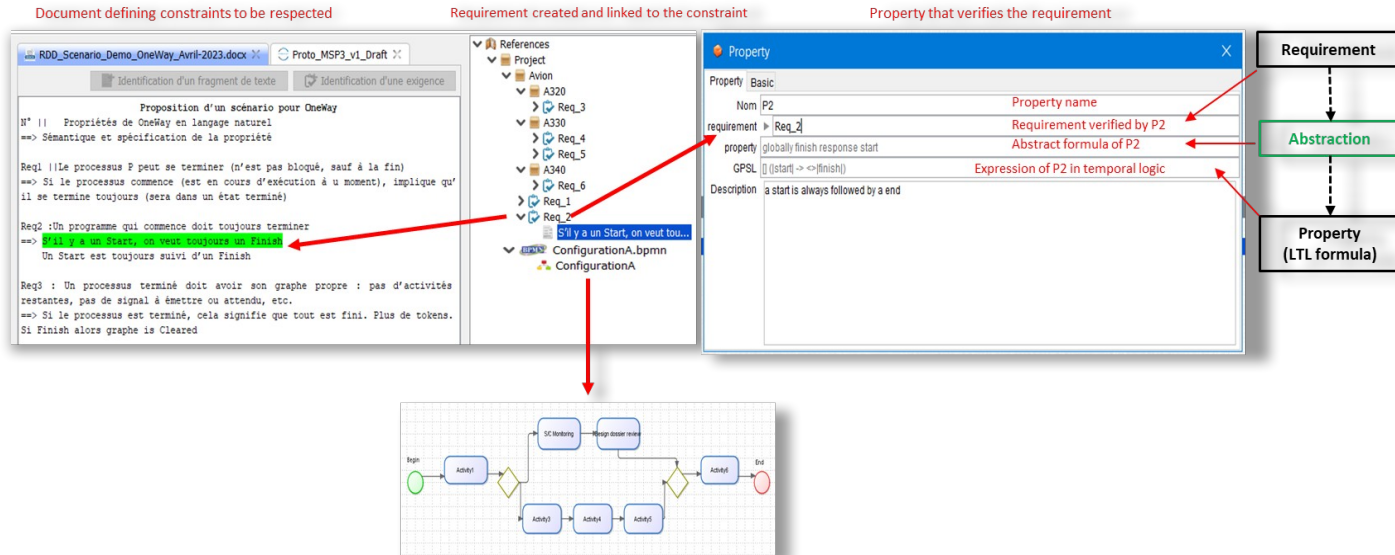 Document defining constraints to be respected
Requirement created and linked to the constraint
Property that verifies the requirement
RDD_Scenario_Demo_OneWay_Avril-2023.docx
Proto_MSP3_v1_Draft
Identification d'un fragment de texte
Identification d'une exigence
Proposition d'un scénario pour OneWay
N° || Propriétés de OneWay en langage naturel
==> Sémantique et spécification de la propriété
Req1 ||Le processus P peut se terminer (n'est pas bloqué, sauf à la fin)
==> Si le processus commence (est en cours d'exécution à u moment), implique qu'
il se termine toujours (sera dans un état terminé)
Req2 :Un programme qui commence doit toujours terminer
==> S'il y a un Start, on veut toujours un Finish
Un Start est toujours suivi d'un Finish
Req3 : Un processus terminé doit avoir son graphe propre : pas d'activités
restantes, pas de signal à émettre ou attendu, etc.
==> Si le processus est terminé, cela signifie que tout est fini. Plus de tokens.
Si Finish alors graphe is Cleared
References
Project
Avion
A320
Req_3
A330
Req_4
Req_5
A340
Req_6
Req_1
Req_2
S'il y a un Start, on veut tou...
BPMN ConfigurationA.bpmn
ConfigurationA
Property X
Property Basic
Nom P2 Property name
requirement Req_2 Requirement verified by P2
property globally finish response start Abstract formula of P2
GPSL [] (|start| -> <>|finish|) Expression of P2 in temporal logic
Description a start is always followed by a end
Requirement
Abstraction
Property
(LTL formula)
Begin
Activity1
S/C Monitoring
Design dossier review
Activity3
Activity4
Activity5
Activity6
End